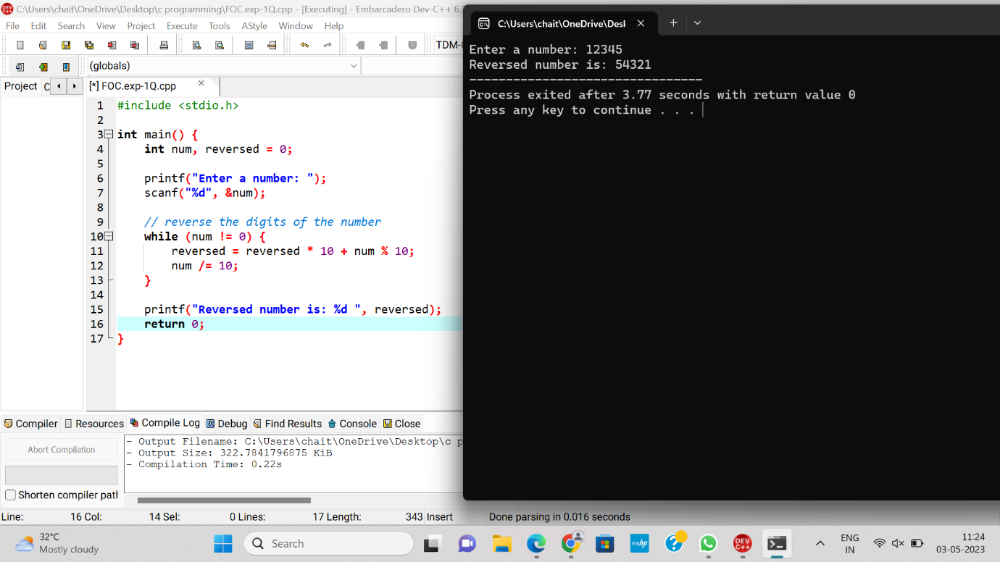 C:\Users\chait\OneDrive\Desktop\c programming\FOC.exp-1Q.cpp - [Executing] - Embarcadero Dev-C++ 6.3
File Edit Search View Project Execute Tools AStyle Window Help
TDM-
(globals)
Project
[*] FOC.exp-1Q.cpp
1 #include <stdio.h>
2
3 int main() {
4 int num, reversed = 0;
5
6 printf("Enter a number: ");
7 scanf("%d", &num);
8
9 // reverse the digits of the number
10 while (num != 0) {
11 reversed = reversed * 10 + num % 10;
12 num /= 10;
13 }
14
15 printf("Reversed number is: %d ", reversed);
16 return 0;
17 }
C:\Users\chait\OneDrive\Desl
Enter a number: 12345
Reversed number is: 54321
--------------------------------
Process exited after 3.77 seconds with return value 0
Press any key to continue . . .
Compiler Resources Compile Log Debug Find Results Console Close
Abort Compilation
Shorten compiler path
- Output Filename: C:\Users\chait\OneDrive\Desktop\c p
- Output Size: 322.7841796875 KiB
- Compilation Time: 0.22s
Line: 16 Col: 14 Sel: 0 Lines: 17 Length: 343 Insert Done parsing in 0.016 seconds
32°C
Mostly cloudy
Search
myhp
DEV
C++
ENG
IN
11:24
03-05-2023